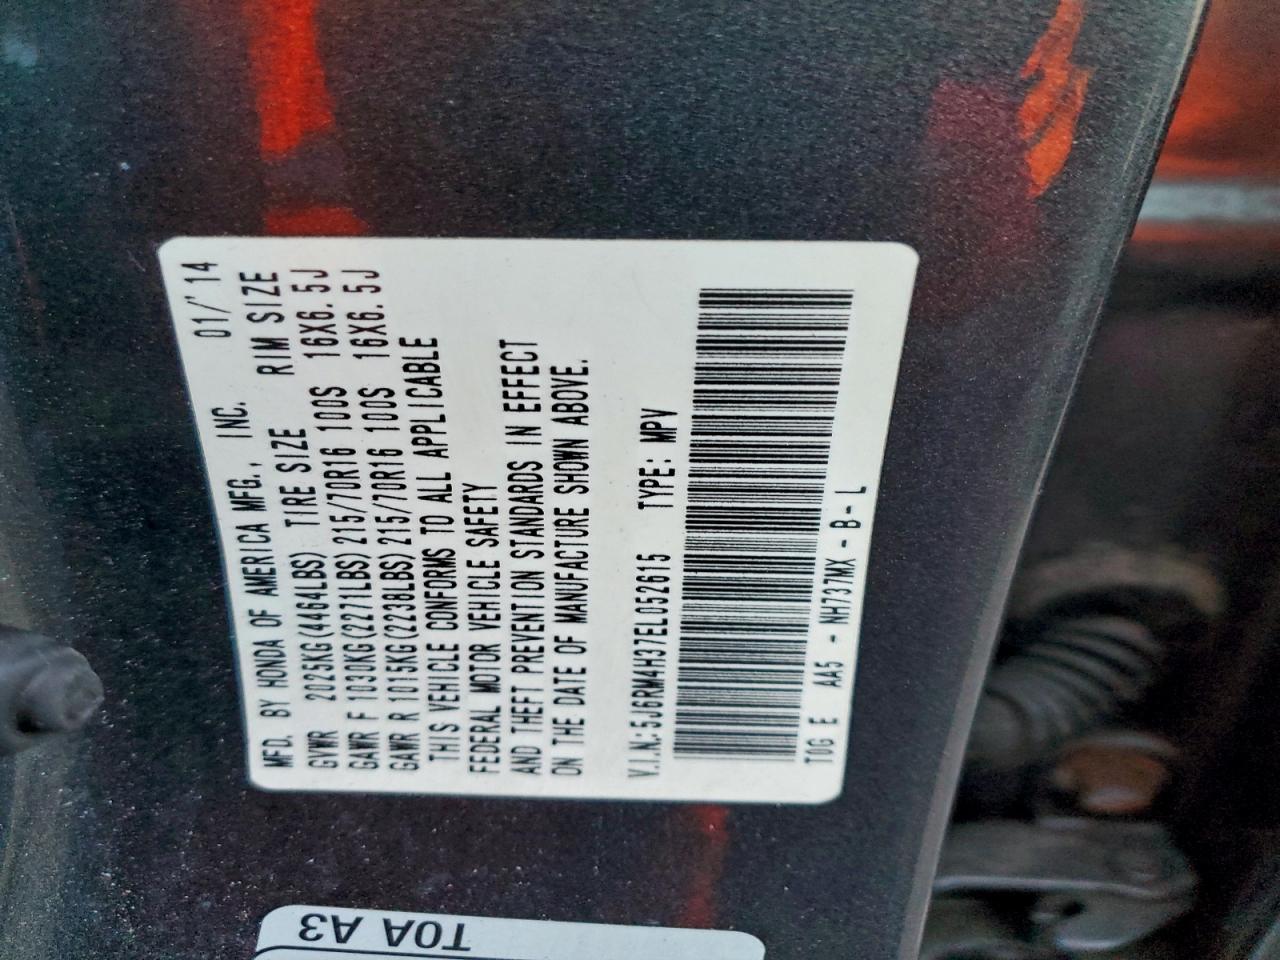 MFD. BY HONDA OF AMERICA MFG., INC. 01/'14
GVWR 2025KG(4464LBS) TIRE SIZE RIM SIZE
GAWR F 1030KG(2271LBS) 215/70R16 100S 16X6.5J
GAWR R 1015KG(2238LBS) 215/70R16 100S 16X6.5J
THIS VEHICLE CONFORMS TO ALL APPLICABLE
FEDERAL MOTOR VEHICLE SAFETY
AND THEFT PREVENTION STANDARDS IN EFFECT
ON THE DATE OF MANUFACTURE SHOWN ABOVE.
V.I.N:5J6RM4H37EL052615 TYPE: MPV
T0G E AA5 - NH737MX - B- L
T0A A3